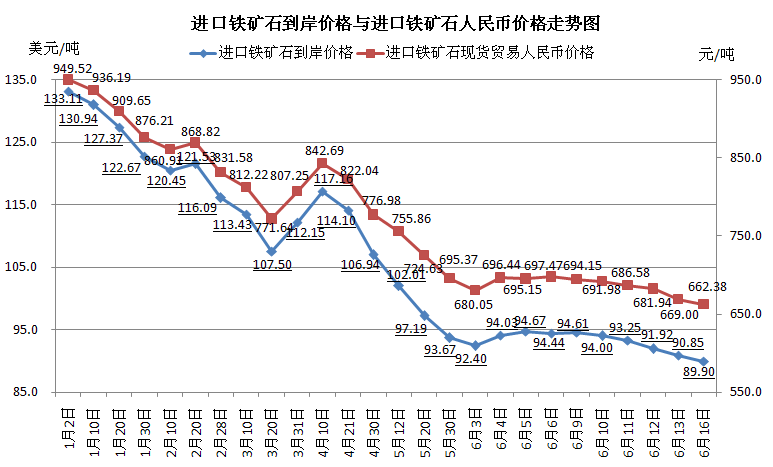 进口铁矿石到岸价格与进口铁矿石人民币价格走势图
美元/吨
进口铁矿石到岸价格
进口铁矿石现货贸易人民币价格
元/吨
135.0
125.0
115.0
105.0
95.0
85.0
950.0
850.0
750.0
650.0
550.0
949.52
936.19
909.65
876.21
860.93
868.82
831.58
812.22
771.64
807.25
842.69
822.04
776.98
755.86
724.03
695.37
680.05
696.44
695.15
697.47
694.15
691.98
686.58
681.94
669.00
662.38
133.11
130.94
127.37
122.67
120.45
121.53
116.09
113.43
107.50
112.15
117.16
114.10
106.94
102.01
97.19
93.67
92.40
94.03
94.67
94.44
94.61
94.00
93.25
91.92
90.85
89.90
1月2日
1月10日
1月20日
1月30日
2月10日
2月20日
2月28日
3月10日
3月20日
3月31日
4月10日
4月21日
4月30日
5月12日
5月20日
5月30日
6月3日
6月4日
6月5日
6月6日
6月9日
6月10日
6月11日
6月12日
6月13日
6月16日